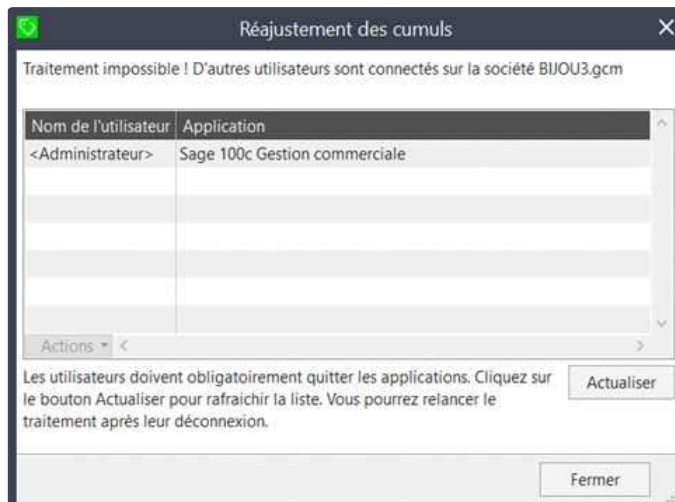 Réajustement des cumuls
Traitement impossible ! D'autres utilisateurs sont connectés sur la société BIJOU3.gcm
Nom de l'utilisateur Application
<Administrateur> Sage 100c Gestion commerciale
Actions
Les utilisateurs doivent obligatoirement quitter les applications. Cliquez sur
le bouton Actualiser pour rafraichir la liste. Vous pourrez relancer le
traitement après leur déconnexion.
Actualiser
Fermer